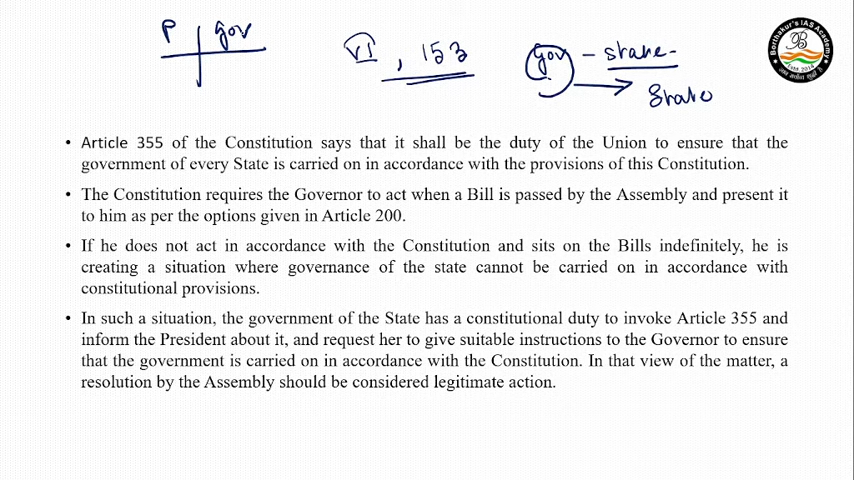 P gov
VI, 153
gov - state-
State
Borthakur's IAS Academy
B
• Article 355 of the Constitution says that it shall be the duty of the Union to ensure that the
government of every State is carried on in accordance with the provisions of this Constitution.
• The Constitution requires the Governor to act when a Bill is passed by the Assembly and present it
to him as per the options given in Article 200.
• If he does not act in accordance with the Constitution and sits on the Bills indefinitely, he is
creating a situation where governance of the state cannot be carried on in accordance with
constitutional provisions.
• In such a situation, the government of the State has a constitutional duty to invoke Article 355 and
inform the President about it, and request her to give suitable instructions to the Governor to ensure
that the government is carried on in accordance with the Constitution. In that view of the matter, a
resolution by the Assembly should be considered legitimate action.